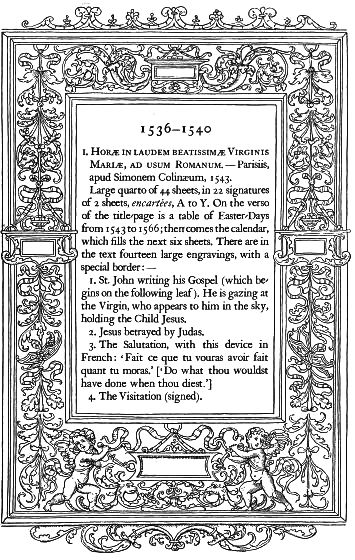 1536–1540
1. Horæ in laudem beatissimæ Virginis
Mariæ, ad usum Romanum. — Parisiis,
apud Simonem Colinæum, 1543.
Large quarto of 44 sheets, in 22 signatures
of 2 sheets, encartées, A to Y. On the verso
of the title-page is a table of Easter-Days
from 1543 to 1566; then comes the calendar,
which fills the next six sheets. There are in
the text fourteen large engravings, with a
special border: —
1. St. John writing his Gospel (which be-
gins on the following leaf). He is gazing at
the Virgin, who appears to him in the sky,
holding the Child Jesus.
2. Jesus betrayed by Judas.
3. The Salutation, with this device in
French: ‘Fait ce que tu vouras avoir fait
quant tu moras.’ [‘Do what thou wouldst
have done when thou diest.’]
4. The Visitation (signed).